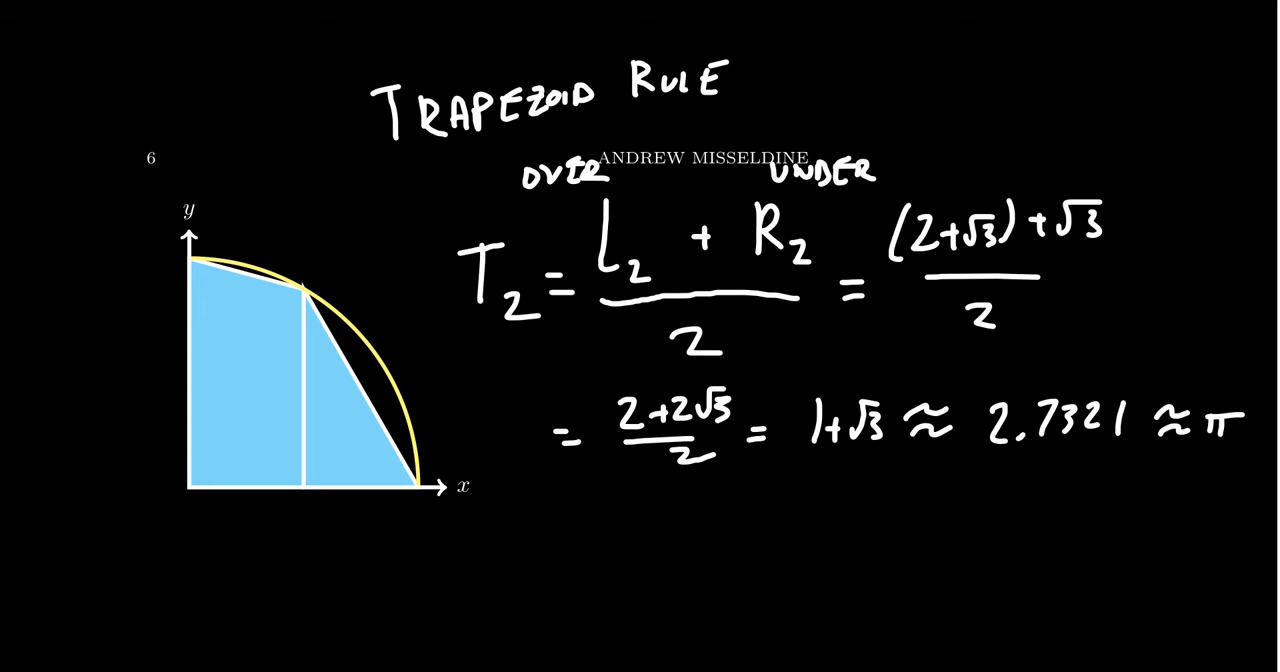 TRAPEZOID RULE
6 ANDREW MISSELDINE
OVER UNDER
y
T₂ = (L₂ + R₂)/2 = ((2+√3)+√3)/2
= (2+2√3)/2 = 1+√3 ≈ 2.7321 ≈ π
x